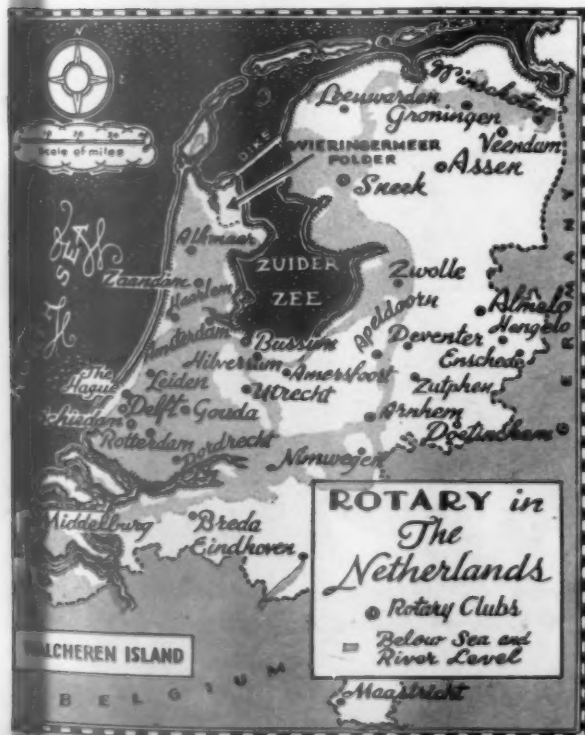 N
Scale of miles
Leeuwarden
Winschoten
Groningen
Veendam
DIKE
WIERINGERMEER
POLDER
Assen
Sneek
SEA
Alkmaar
ZUIDER
ZEE
Zwolle
Zaandam
Haarlem
Apeldoorn
Almelo
Hengelo
Amsterdam
Bussum
Deventer
Enschede
Hilversum
Amersfoort
The
Hague
Leiden
Utrecht
Zutphen
Delft
Gouda
Arnhem
chiedam
Rotterdam
Dordrecht
Doetinchem
Nimwegen
Middelburg
Breda
Eindhoven
ERMANY
ROTARY in
The
Netherlands
Rotary Clubs
Below Sea and
River Level
ALCHEREN ISLAND
BELGIUM
Maastricht